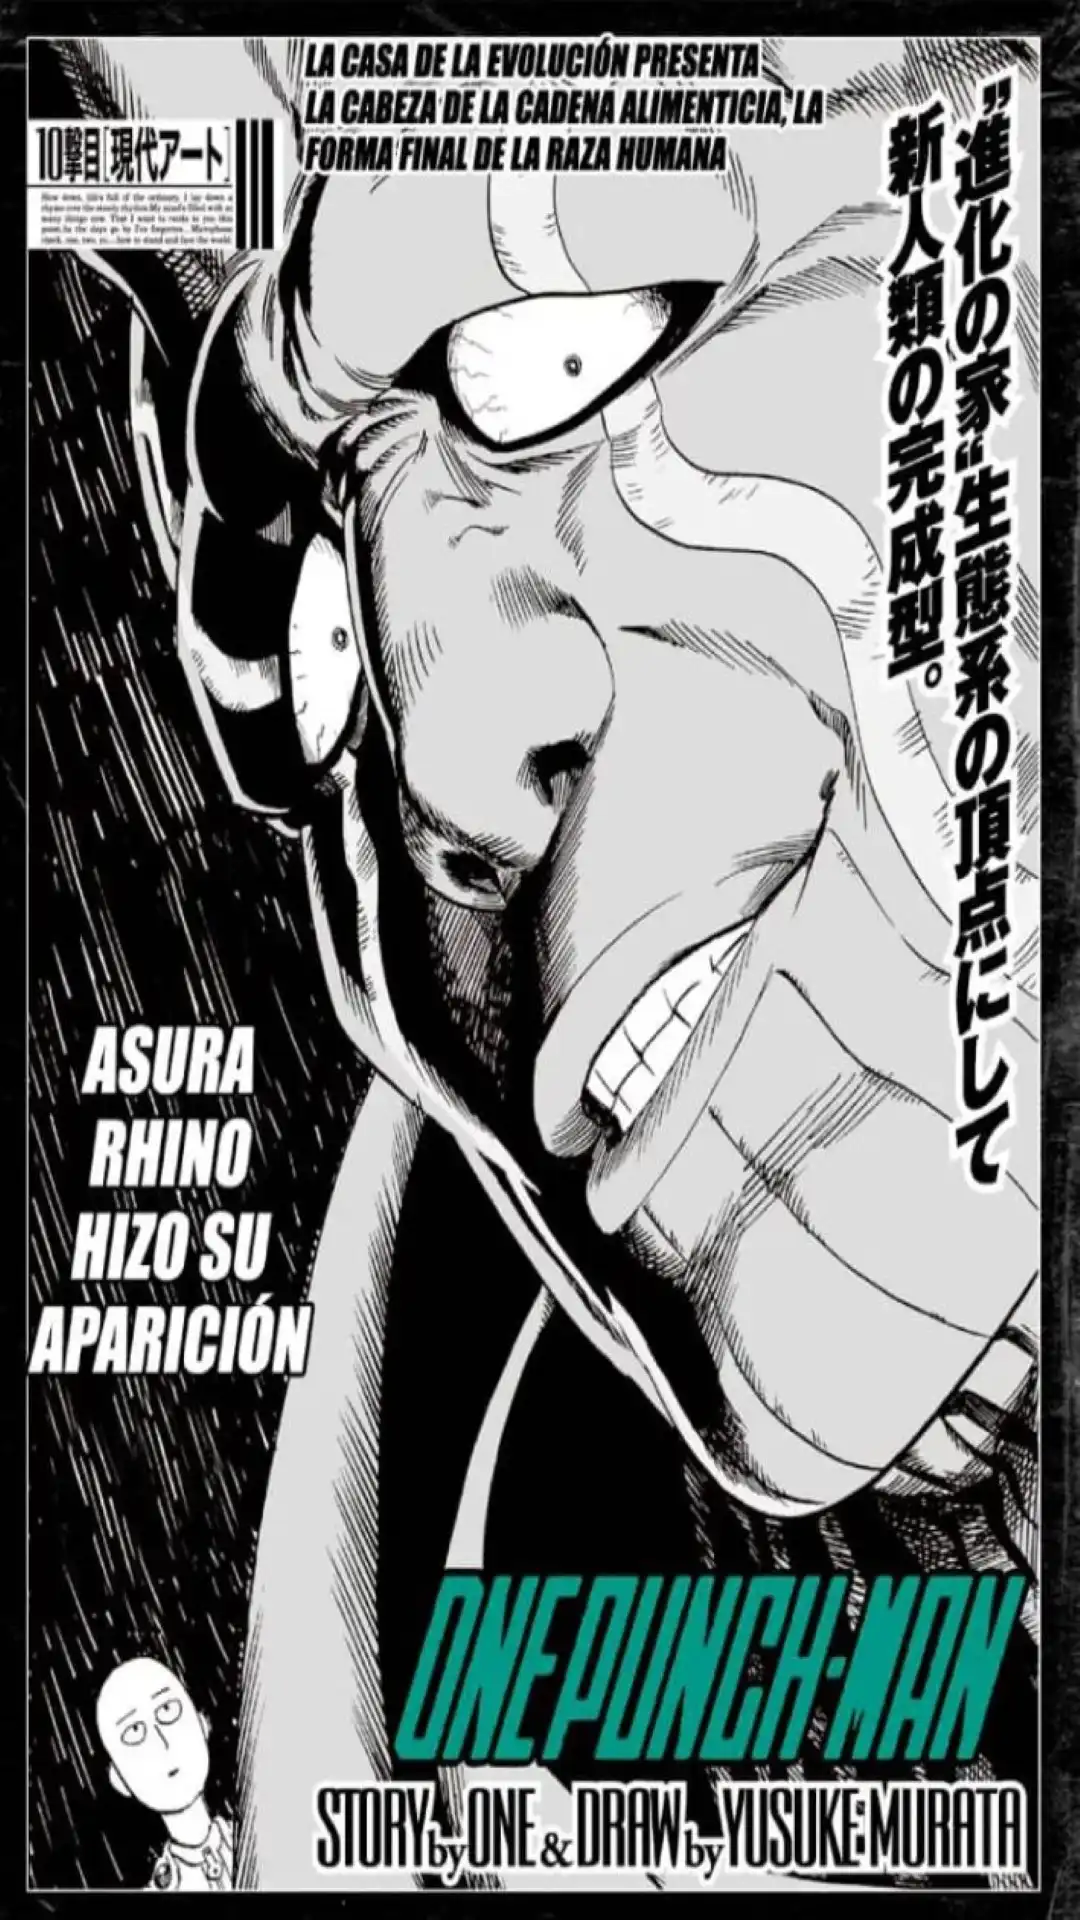 LA CASA DE LA EVOLUCIÓN PRESENTA
LA CABEZA DE LA CADENA ALIMENTICIA, LA
FORMA FINAL DE LA RAZA HUMANA
10撃目[現代アート]
"進化の家"生態系の頂点にして
新人類の完成型。
ASURA
RHINO
HIZO SU
APARICIÓN
ONEPUNCH-MAN
STORY by ONE & DRAW by YUSUKE MURATA